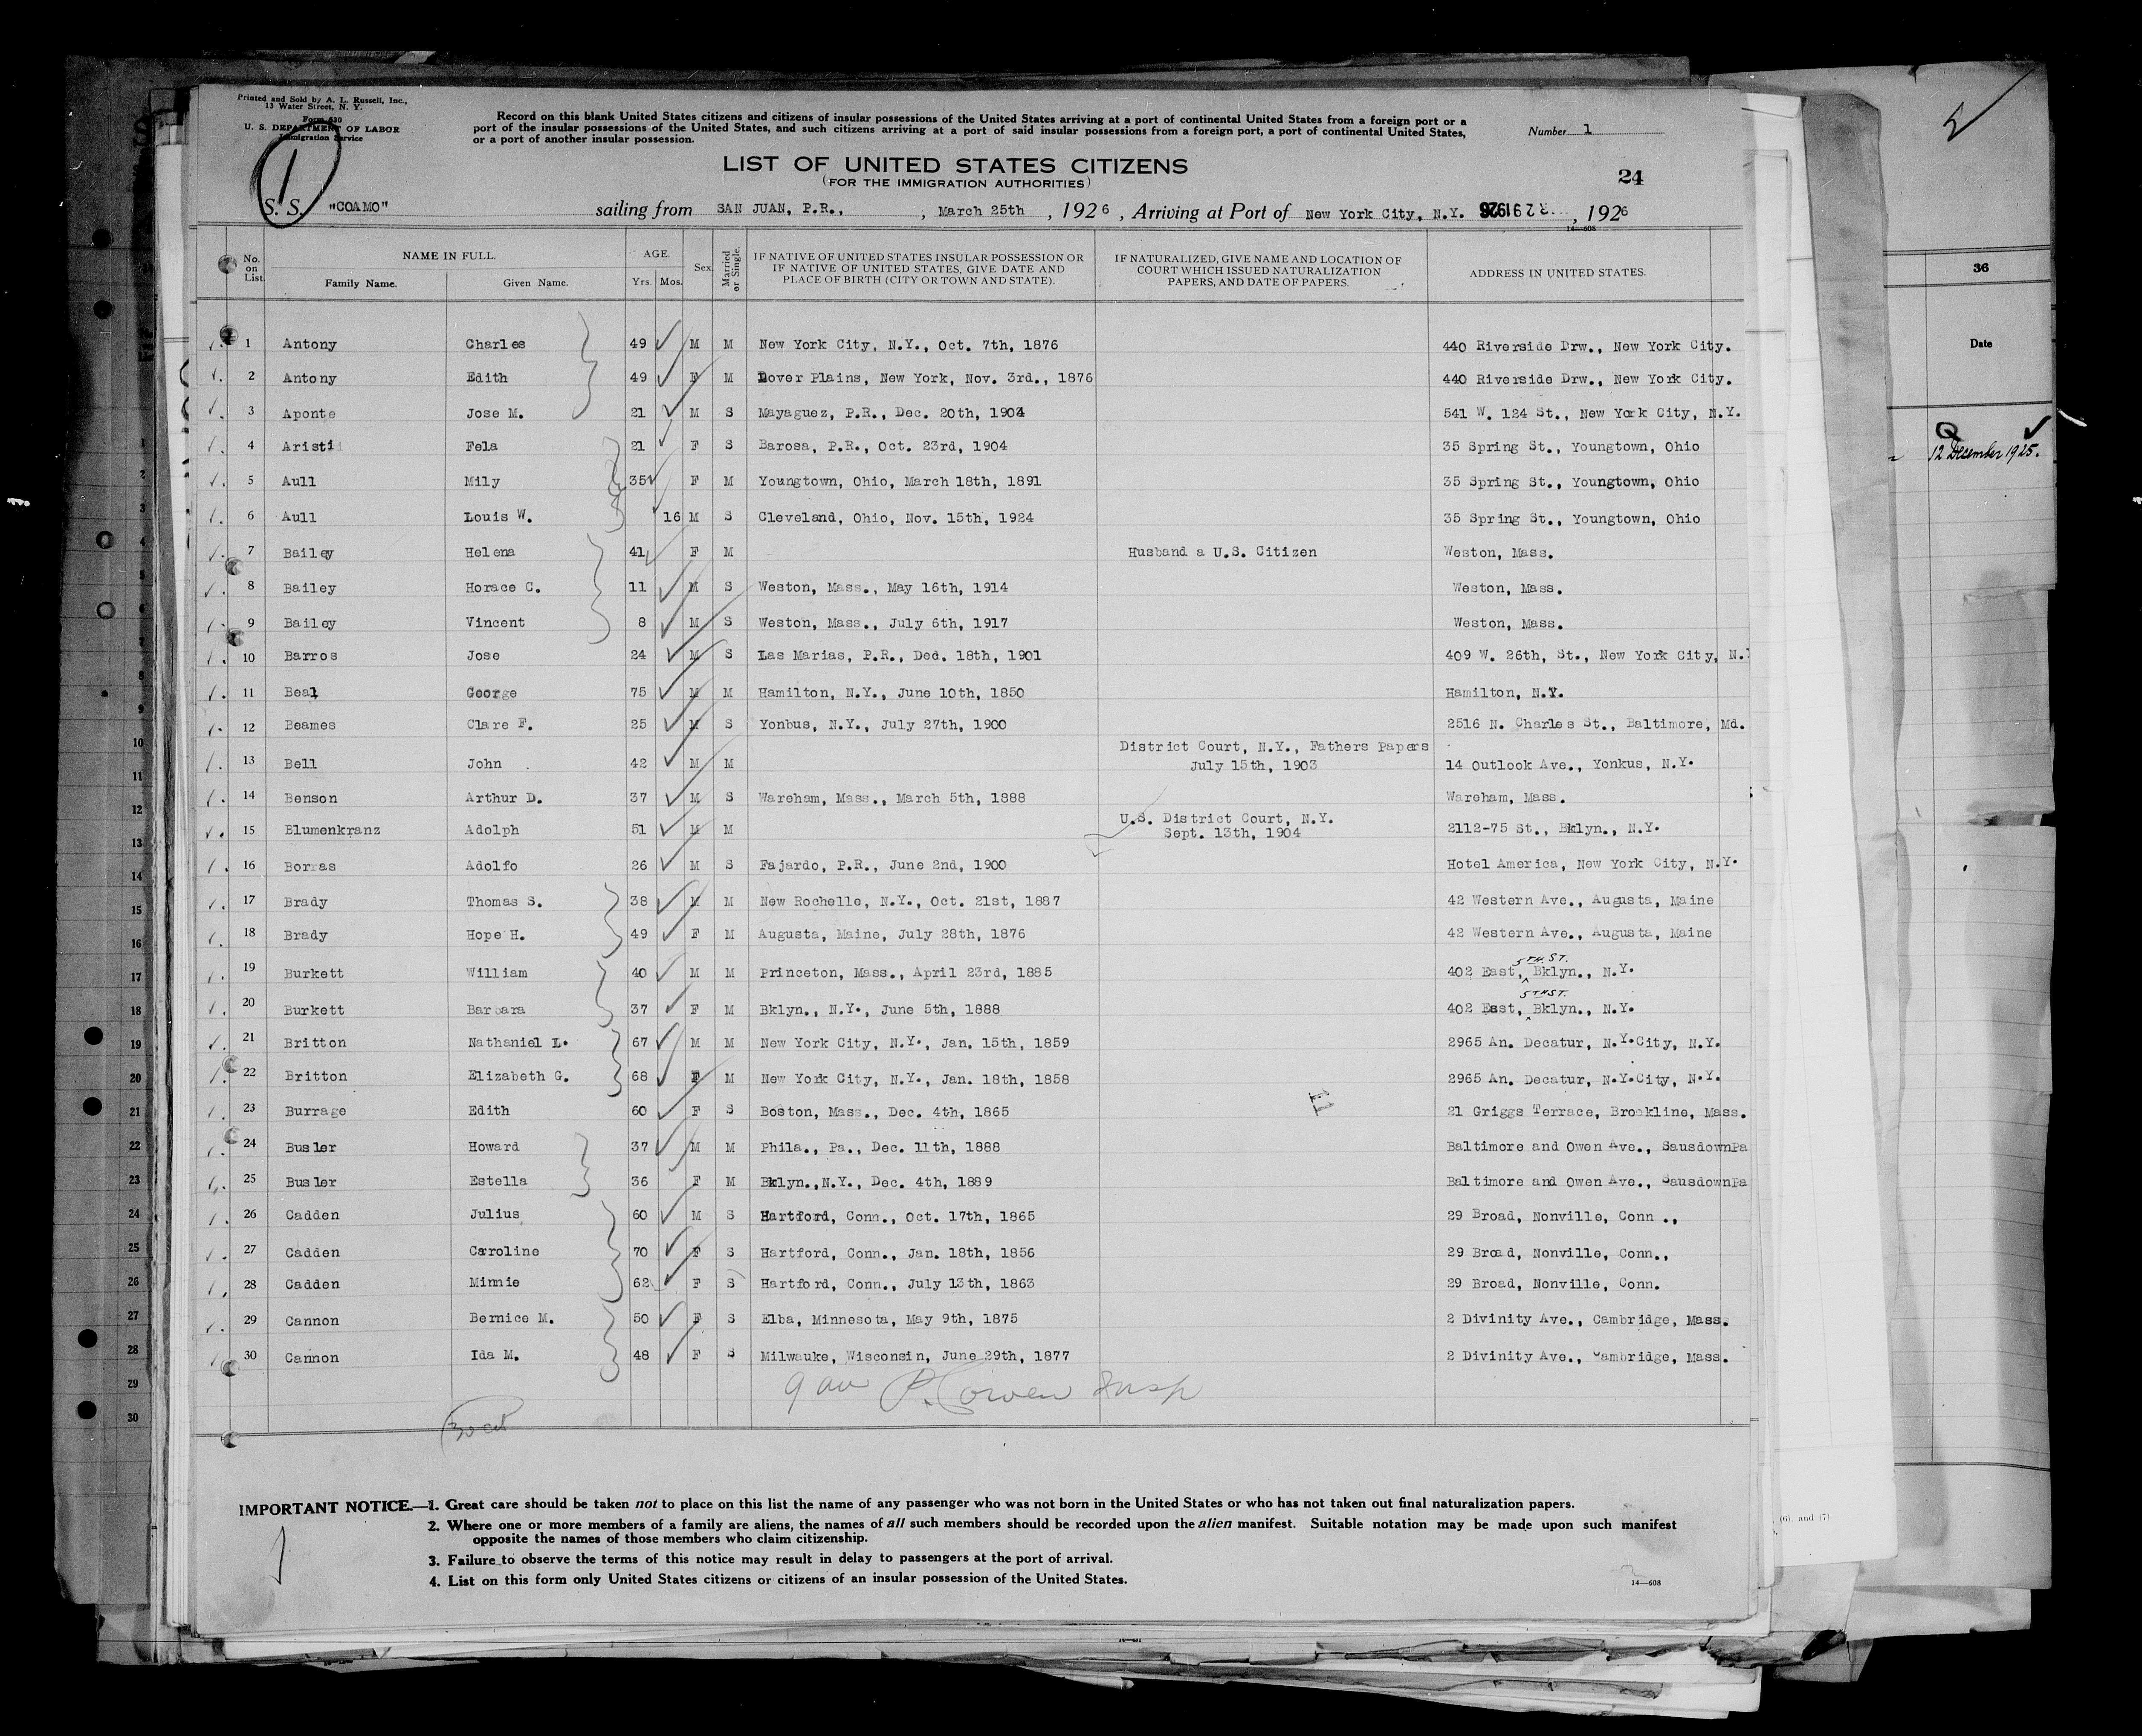 Printed and Sold by A. L. Russell, Inc.,
13 Water Street, N. Y.
Form 630
U. S. DEPARTMENT OF LABOR
Immigration Service
1
Record on this blank United States citizens and citizens of insular possessions of the United States arriving at a port of continental United States from a foreign port or a
port of the insular possessions of the United States, and such citizens arriving at a port of said insular possessions from a foreign port, a port of continental United States,
or a port of another insular possession.
Number 1
LIST OF UNITED STATES CITIZENS
(FOR THE IMMIGRATION AUTHORITIES)
24
S. S. "COAMO" sailing from SAN JUAN, P.R., , March 25th , 1926 , Arriving at Port of New York City, N.Y. , 1926
14—608
No. on List. NAME IN FULL. Family Name. Given Name. AGE. Yrs. Mos. Sex. Married or Single. IF NATIVE OF UNITED STATES INSULAR POSSESSION OR IF NATIVE OF UNITED STATES, GIVE DATE AND PLACE OF BIRTH (CITY OR TOWN AND STATE). IF NATURALIZED, GIVE NAME AND LOCATION OF COURT WHICH ISSUED NATURALIZATION PAPERS, AND DATE OF PAPERS. ADDRESS IN UNITED STATES.
1 Antony Charles 49 M M New York City, N.Y., Oct. 7th, 1876 440 Riverside Drw., New York City.
2 Antony Edith 49 F M Dover Plains, New York, Nov. 3rd., 1876 440 Riverside Drw., New York City.
3 Aponte Jose M. 21 M S Mayaguez, P.R., Dec. 20th, 1904 541 W. 124 St., New York City, N.Y.
4 Aristi Fela 21 F S Barosa, P.R., Oct. 23rd, 1904 35 Spring St., Youngtown, Ohio
5 Aull Mily 35 F M Youngtown, Ohio, March 18th, 1891 35 Spring St., Youngtown, Ohio
6 Aull Louis W. 16 M S Cleveland, Ohio, Nov. 15th, 1924 35 Spring St., Youngtown, Ohio
7 Bailey Helena 41 F M Husband a U.S. Citizen Weston, Mass.
8 Bailey Horace C. 11 M S Weston, Mass., May 16th, 1914 Weston, Mass.
9 Bailey Vincent 8 M S Weston, Mass., July 6th, 1917 Weston, Mass.
10 Barros Jose 24 M S Las Marias, P.R., Ded. 18th, 1901 409 W. 26th, St., New York City, N.
11 Beal George 75 M M Hamilton, N.Y., June 10th, 1850 Hamilton, N.Y.
12 Beames Clare F. 25 M S Yonbus, N.Y., July 27th, 1900 2516 N. Charles St., Baltimore, Md.
13 Bell John 42 M M District Court, N.Y., Fathers Papers July 15th, 1903 14 Outlook Ave., Yonkus, N.Y.
14 Benson Arthur D. 37 M S Wareham, Mass., March 5th, 1888 Wareham, Mass.
15 Blumenkranz Adolph 51 M M U.S. District Court, N.Y. Sept. 13th, 1904 2112-75 St., Bklyn., N.Y.
16 Borras Adolfo 26 M S Fajardo, P.R., June 2nd, 1900 Hotel America, New York City, N.Y.
17 Brady Thomas S. 38 M M New Rochelle, N.Y., Oct. 21st, 1887 42 Western Ave., Augusta, Maine
18 Brady Hope H. 49 F M Augusta, Maine, July 28th, 1876 42 Western Ave., Augusta, Maine
19 Burkett William 40 M M Princeton, Mass., April 23rd, 1885 402 East, 5TH. ST. Bklyn., N.Y.
20 Burkett Barbara 37 F M Bklyn., N.Y., June 5th, 1888 402 East, 5TH ST. Bklyn., N.Y.
21 Britton Nathaniel L. 67 M M New York City, N.Y., Jan. 15th, 1859 2965 An. Decatur, N.Y.City, N.Y.
22 Britton Elizabeth G. 68 F M New York City, N.Y., Jan. 18th, 1858 2965 An. Decatur, N.Y.City, N.Y.
23 Burrage Edith 60 F S Boston, Mass., Dec. 4th, 1865 11 21 Griggs Terrace, Brookline, Mass.
24 Busler Howard 37 M M Phila., Pa., Dec. 11th, 1888 Baltimore and Owen Ave., SausdownPa
25 Busler Estella 36 F M Bklyn.,N.Y., Dec. 4th, 1889 Baltimore and Owen Ave., SausdownPa
26 Cadden Julius 60 M S Hartford, Conn., Oct. 17th, 1865 29 Broad, Nonville, Conn .,
27 Cadden Caroline 70 F S Hartford, Conn., Jan. 18th, 1856 29 Broad, Nonville, Conn.,
28 Cadden Minnie 62 F S Hartford, Conn., July 13th, 1863 29 Broad, Nonville, Conn.
29 Cannon Bernice M. 50 F S Elba, Minnesota, May 9th, 1875 2 Divinity Ave., Cambridge, Mass.
30 Cannon Ida M. 48 F S Milwauke, Wisconsin, June 29th, 1877 2 Divinity Ave., Cambridge, Mass.
IMPORTANT NOTICE.—1. Great care should be taken not to place on this list the name of any passenger who was not born in the United States or who has not taken out final naturalization papers.
2. Where one or more members of a family are aliens, the names of all such members should be recorded upon the alien manifest. Suitable notation may be made upon such manifest
opposite the names of those members who claim citizenship.
3. Failure to observe the terms of this notice may result in delay to passengers at the port of arrival.
4. List on this form only United States citizens or citizens of an insular possession of the United States.
14—608
36
Date
12 December 1925.
(6), and (7)